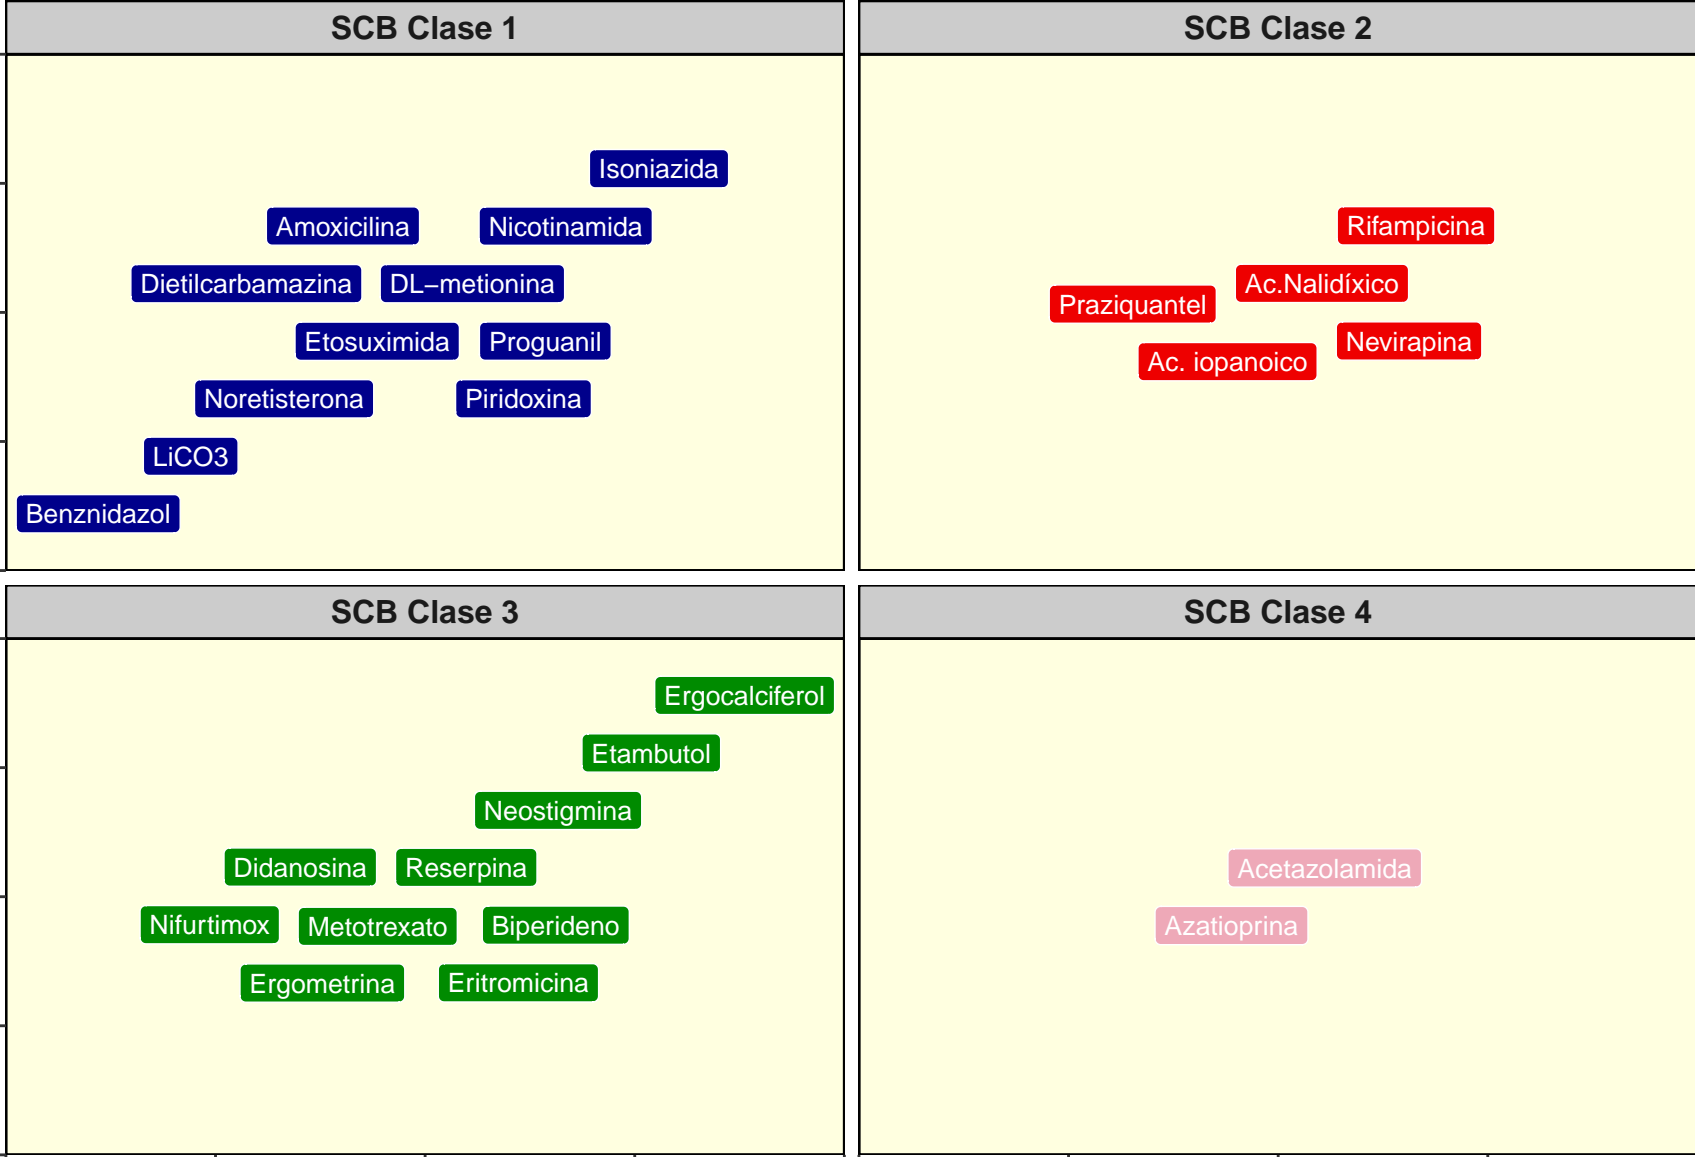 SCB Clase 1
Isoniazida
Amoxicilina
Nicotinamida
Dietilcarbamazina
DL−metionina
Etosuximida
Proguanil
Noretisterona
Piridoxina
LiCO3
Benznidazol
SCB Clase 2
Rifampicina
Ac.Nalidíxico
Praziquantel
Nevirapina
Ac. iopanoico
SCB Clase 3
Ergocalciferol
Etambutol
Neostigmina
Didanosina
Reserpina
Nifurtimox
Metotrexato
Biperideno
Ergometrina
Eritromicina
SCB Clase 4
Acetazolamida
Azatioprina